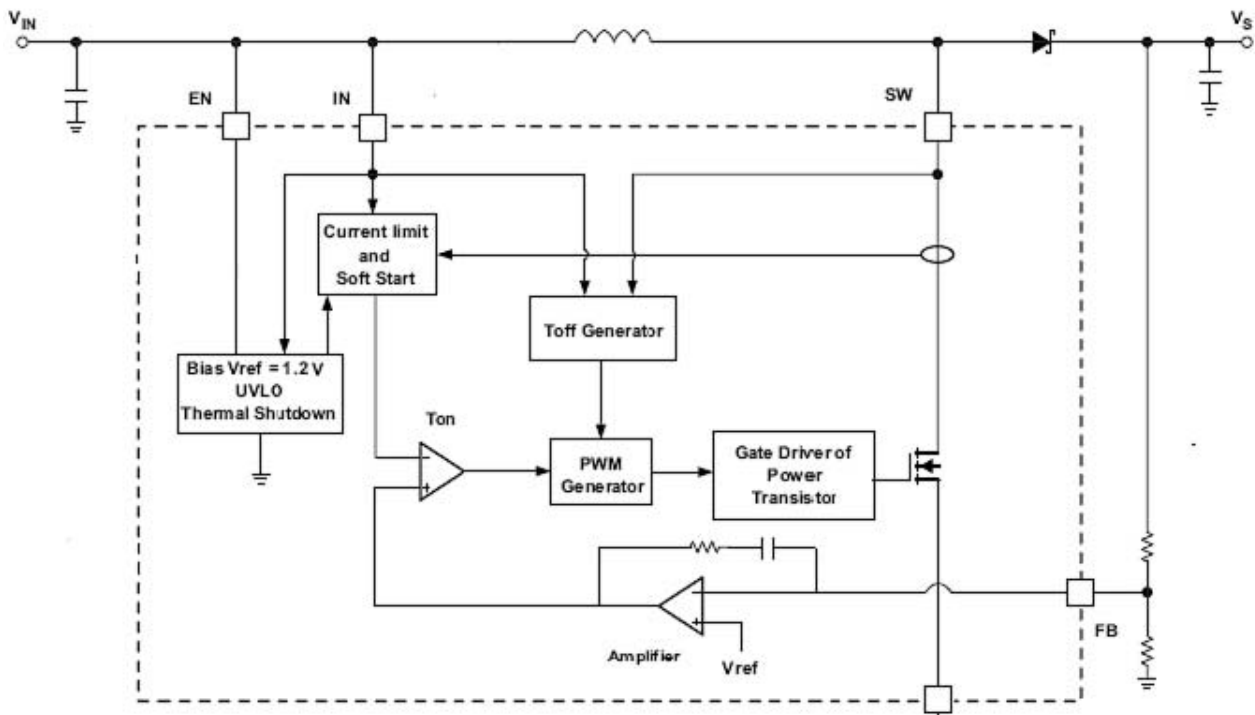 VIN
VS
EN
IN
SW
Current limit
and
Soft Start
Toff Generator
Bias Vref = 1.2 V
UVLO
Thermal Shutdown
Ton
PWM
Generator
Gate Driver of
Power
Transistor
FB
Amplifier
Vref